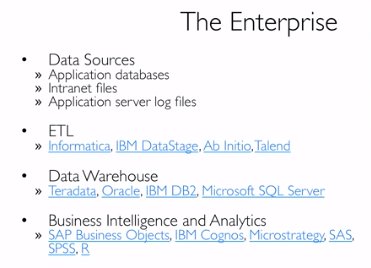 The Enterprise
• Data Sources
» Application databases
» Intranet files
» Application server log files
• ETL
» Informatica, IBM DataStage, Ab Initio, Talend
• Data Warehouse
» Teradata, Oracle, IBM DB2, Microsoft SQL Server
• Business Intelligence and Analytics
» SAP Business Objects, IBM Cognos, Microstrategy, SAS,
SPSS, R